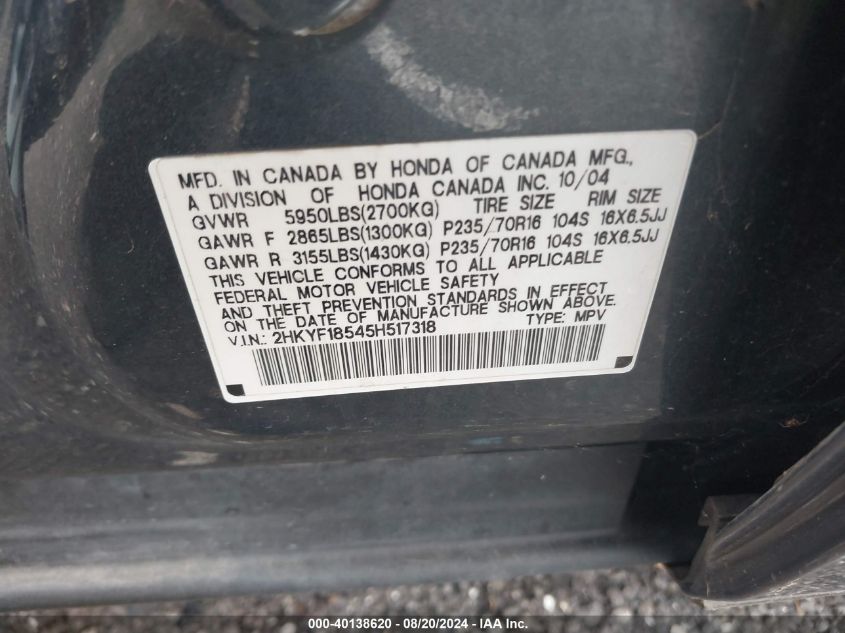 MFD. IN CANADA BY HONDA OF CANADA MFG.,
A DIVISION OF HONDA CANADA INC. 10/04
GVWR 5950LBS(2700KG) TIRE SIZE RIM SIZE
GAWR F 2865LBS(1300KG) P235/70R16 104S 16X6.5JJ
GAWR R 3155LBS(1430KG) P235/70R16 104S 16X6.5JJ
THIS VEHICLE CONFORMS TO ALL APPLICABLE
FEDERAL MOTOR VEHICLE SAFETY
AND THEFT PREVENTION STANDARDS IN EFFECT
ON THE DATE OF MANUFACTURE SHOWN ABOVE.
V.I.N.: 2HKYF18545H517318 TYPE: MPV
000-40138620 - 08/20/2024 - IAA Inc.